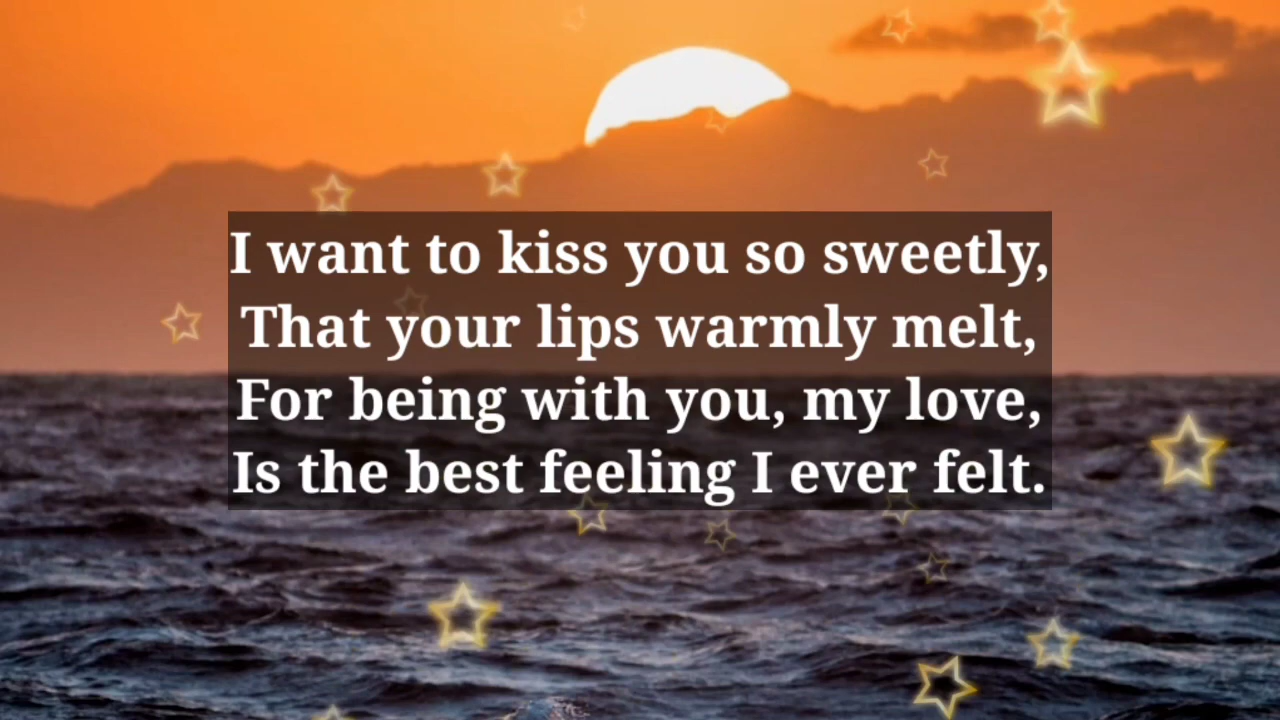 I want to kiss you so sweetly,
That your lips warmly melt,
For being with you, my love,
Is the best feeling I ever felt.